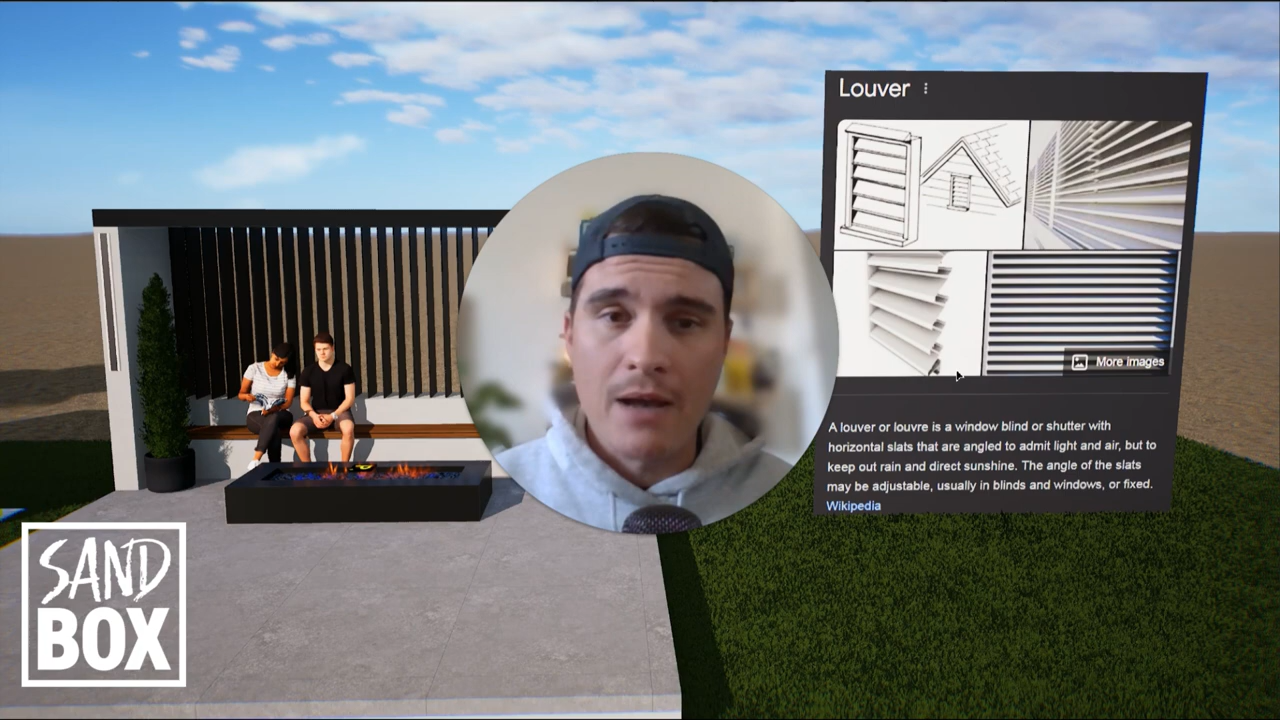 Louver
More images
A louver or louvre is a window blind or shutter with
horizontal slats that are angled to admit light and air, but to
keep out rain and direct sunshine. The angle of the slats
may be adjustable, usually in blinds and windows, or fixed.
Wikipedia
SAND
BOX